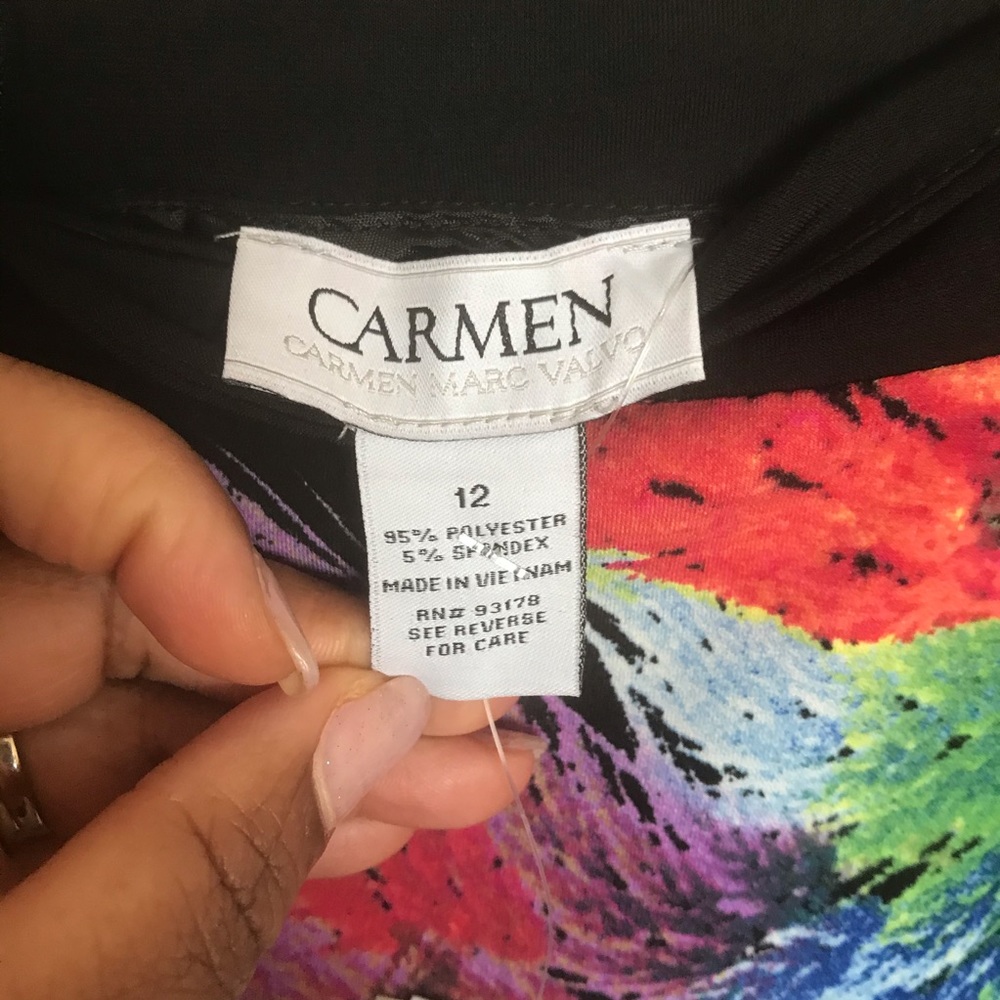 CARMEN
CARMEN MARC VALVO
12
95% POLYESTER
5% SPANDEX
MADE IN VIETNAM
RN# 93178
SEE REVERSE
FOR CARE